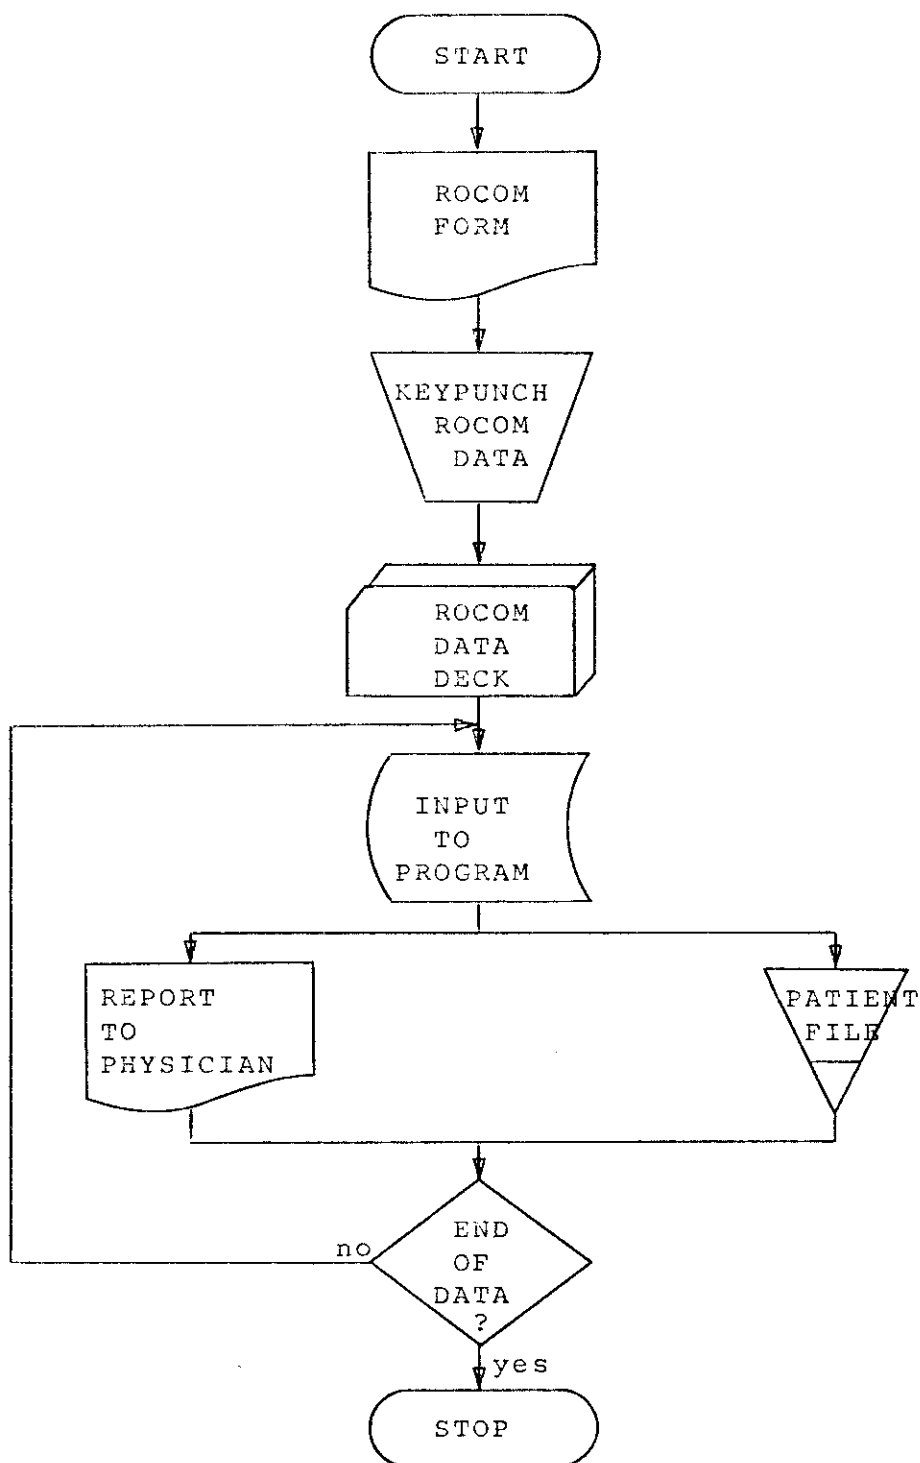 START
ROCOM
FORM
KEYPUNCH
ROCOM
DATA
ROCOM
DATA
DECK
INPUT
TO
PROGRAM
REPORT
TO
PHYSICIAN
PATIENT
FILE
no
END
OF
DATA
?
yes
STOP